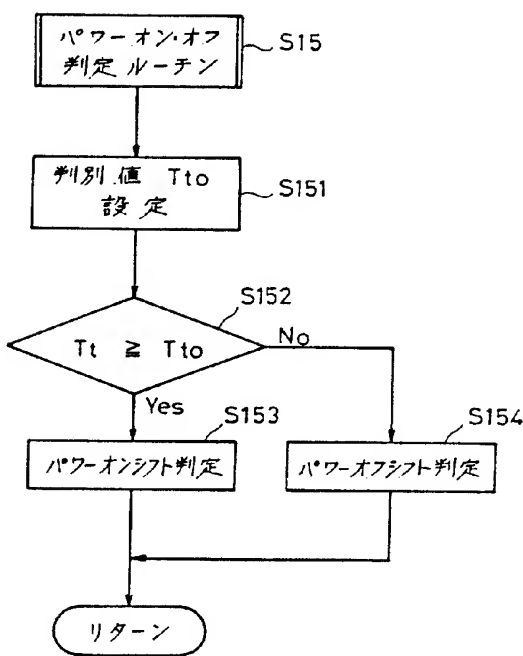 パワーオン・オフ
判定ルーチン
S15
判別値 Tto
設定
S151
S152
Tt ≧ Tto
No
Yes
S153
S154
パワーオンシフト判定
パワーオフシフト判定
リターン